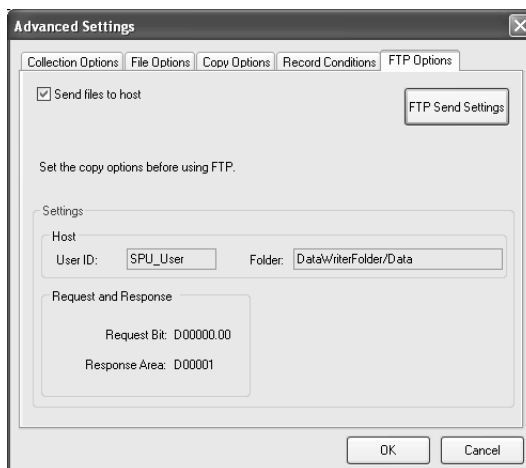 Advanced Settings
Collection Options File Options Copy Options Record Conditions FTP Options
Send files to host
FTP Send Settings
Set the copy options before using FTP.
Settings
Host
User ID: SPU_User Folder: DataWriterFolder/Data
Request and Response
Request Bit: D00000.00
Response Area: D00001
OK Cancel